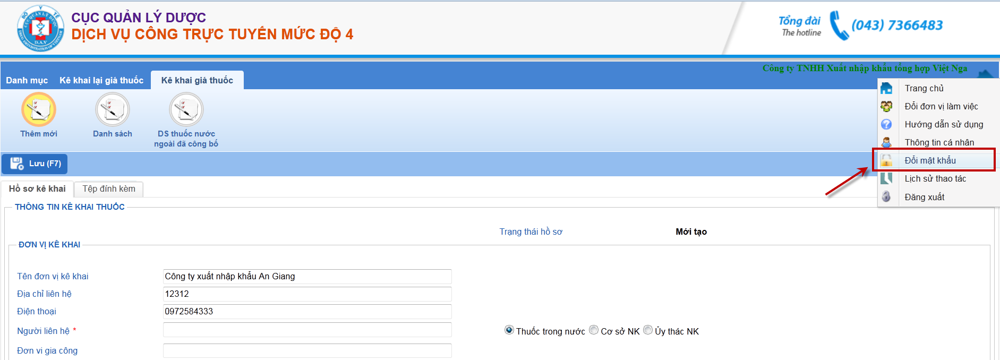 BỘ Y TẾ
CỤC QUẢN LÝ DƯỢC
D.A.V
CỤC QUẢN LÝ DƯỢC
DỊCH VỤ CÔNG TRỰC TUYẾN MỨC ĐỘ 4
Tổng đài
The hotline
(043) 7366483
Công ty TNHH Xuất nhập khẩu tổng hợp Việt Nga
Danh mục
Kê khai lại giá thuốc
Kê khai giá thuốc
Thêm mới
Danh sách
DS thuốc nước
ngoài đã công bố
Trang chủ
Đổi đơn vị làm việc
Hướng dẫn sử dụng
Thông tin cá nhân
Đổi mật khẩu
Lịch sử thao tác
Đăng xuất
Lưu (F7)
Hồ sơ kê khai
Tệp đính kèm
THÔNG TIN KÊ KHAI THUỐC
Trạng thái hồ sơ
Mới tạo
ĐƠN VỊ KÊ KHAI
Tên đơn vị kê khai
Công ty xuất nhập khẩu An Giang
Địa chỉ liên hệ
12312
Điện thoại
0972584333
Người liên hệ *
Thuốc trong nước Cơ sở NK Ủy thác NK
Đơn vi gia công